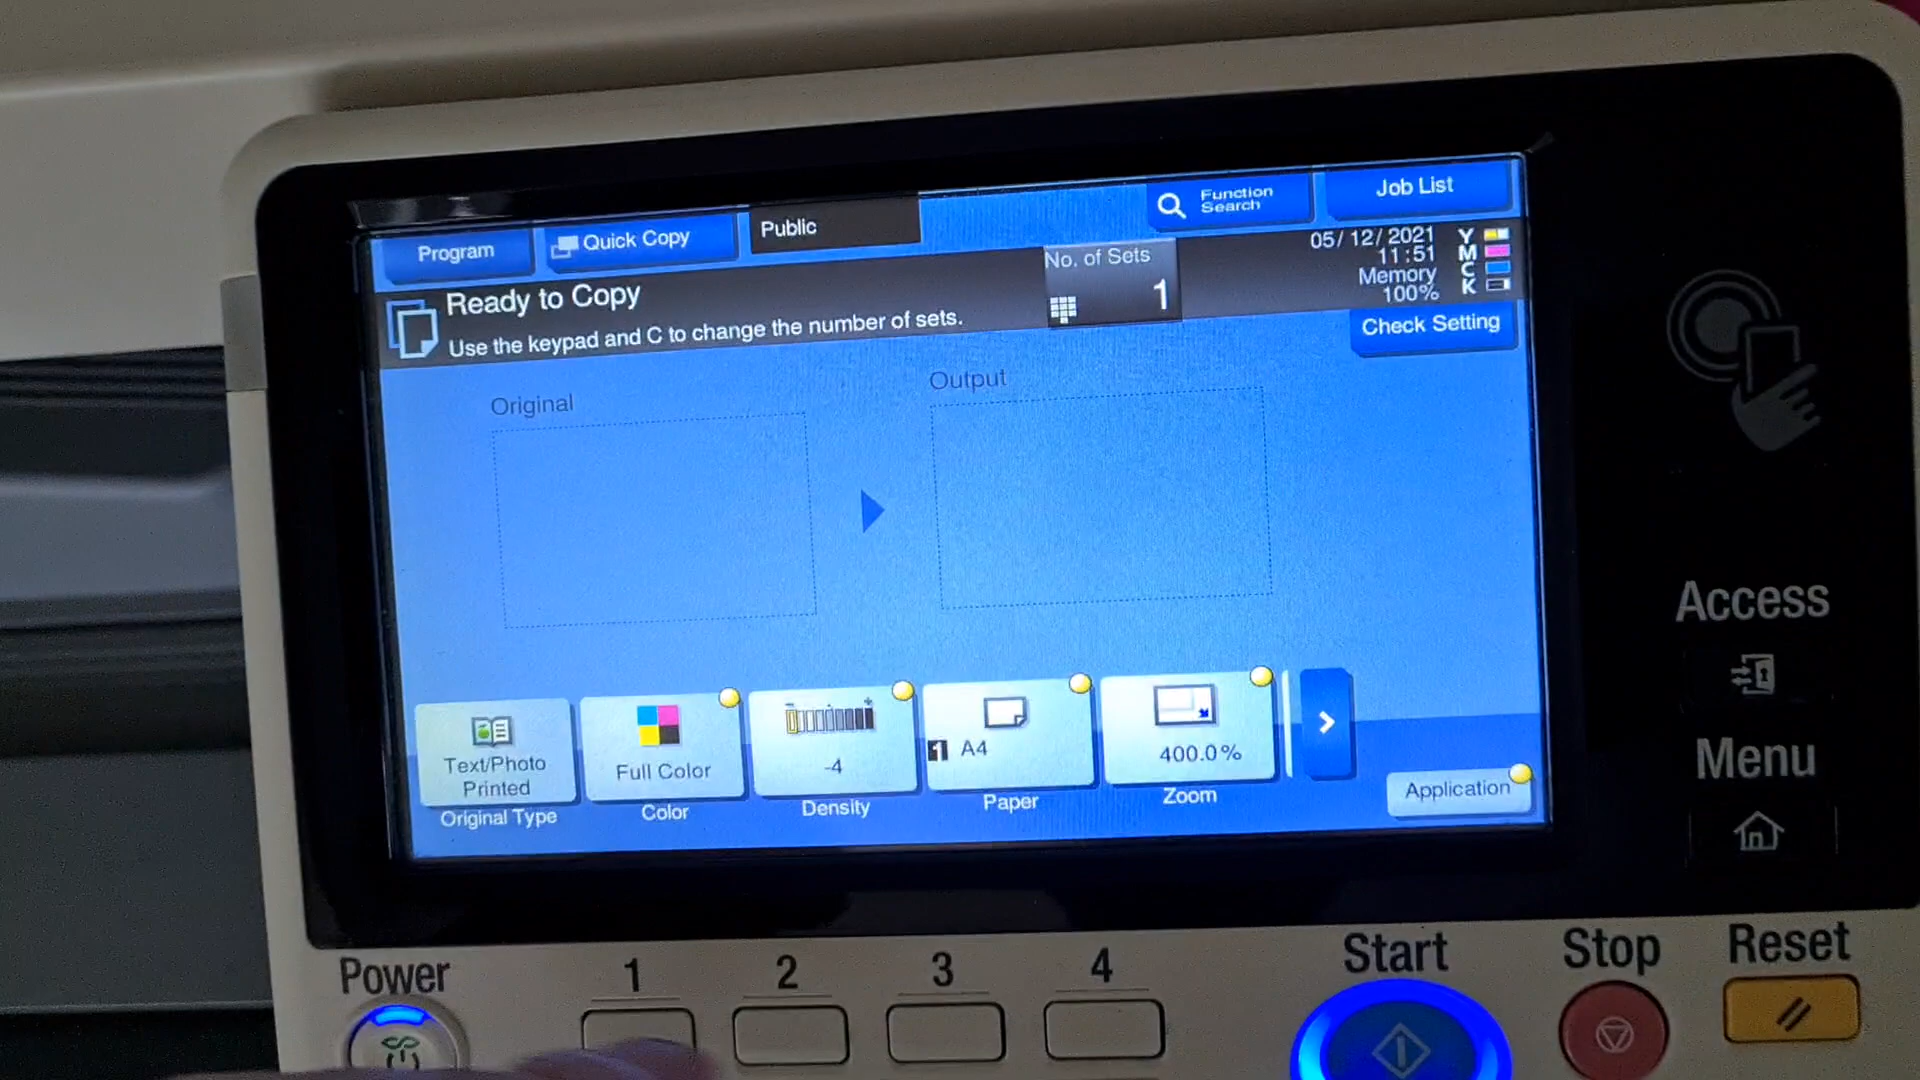 Program
Quick Copy
Public
Function
Search
Job List
Ready to Copy
Use the keypad and C to change the number of sets.
No. of Sets
1
05/12/2021
11:51
Memory
100%
Y
M
C
K
Check Setting
Original
Output
Text/Photo
Printed
Original Type
Full Color
Color
-4
Density
1 A4
Paper
400.0%
Zoom
Application
Access
Menu
Power
1
2
3
4
Start
Stop
Reset